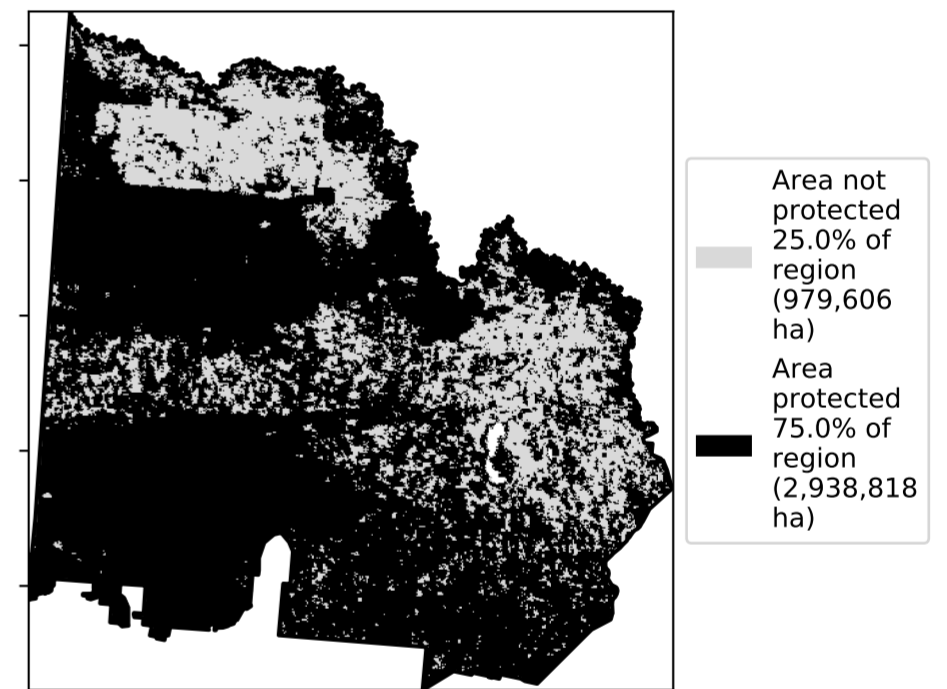 Area not
protected
25.0% of
region
(979,606
ha)
Area
protected
75.0% of
region
(2,938,818
ha)